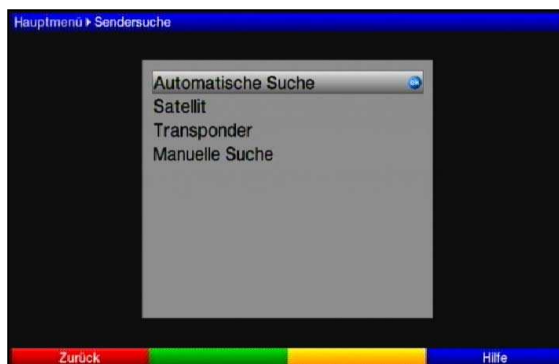 Hauptmenü ▸ Sendersuche
Automatische Suche
Satellit
Transponder
Manuelle Suche
Zurück Hilfe